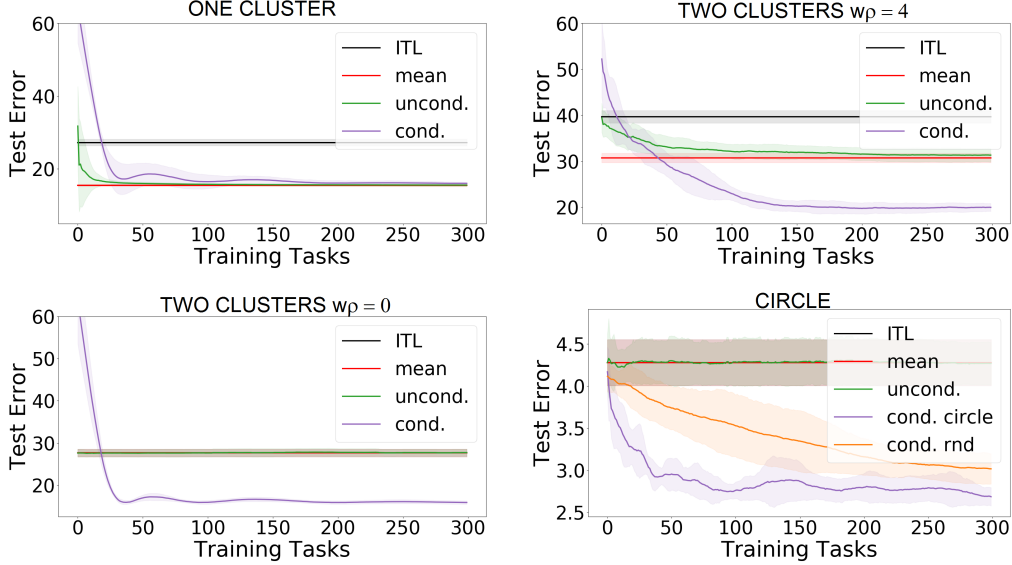 ONE CLUSTER
60
40
20
Test Error
0 50 100 150 200 250 300
Training Tasks
ITL
mean
uncond.
cond.
TWO CLUSTERS wρ = 4
60
50
40
30
20
Test Error
0 50 100 150 200 250 300
Training Tasks
ITL
mean
uncond.
cond.
TWO CLUSTERS wρ = 0
60
50
40
30
20
Test Error
0 50 100 150 200 250 300
Training Tasks
ITL
mean
uncond.
cond.
CIRCLE
4.5
4.0
3.5
3.0
2.5
Test Error
0 50 100 150 200 250 300
Training Tasks
ITL
mean
uncond.
cond. circle
cond. rnd